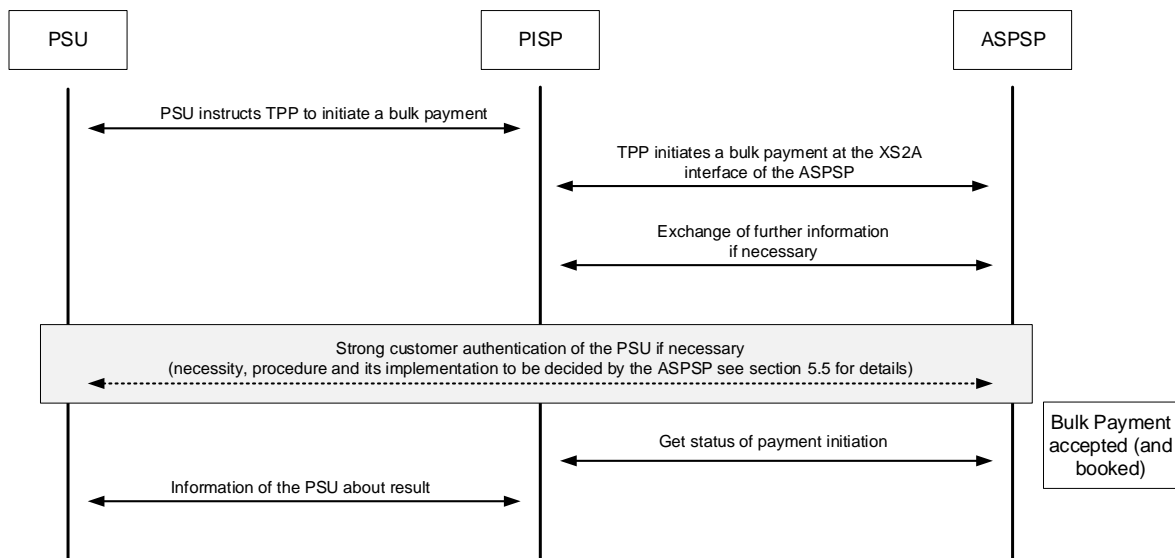 PSU
PISP
ASPSP
PSU instructs TPP to initiate a bulk payment
TPP initiates a bulk payment at the XS2A
interface of the ASPSP
Exchange of further information
if necessary
Strong customer authentication of the PSU if necessary
(necessity, procedure and its implementation to be decided by the ASPSP see section 5.5 for details)
Bulk Payment
accepted (and
booked)
Get status of payment initiation
Information of the PSU about result